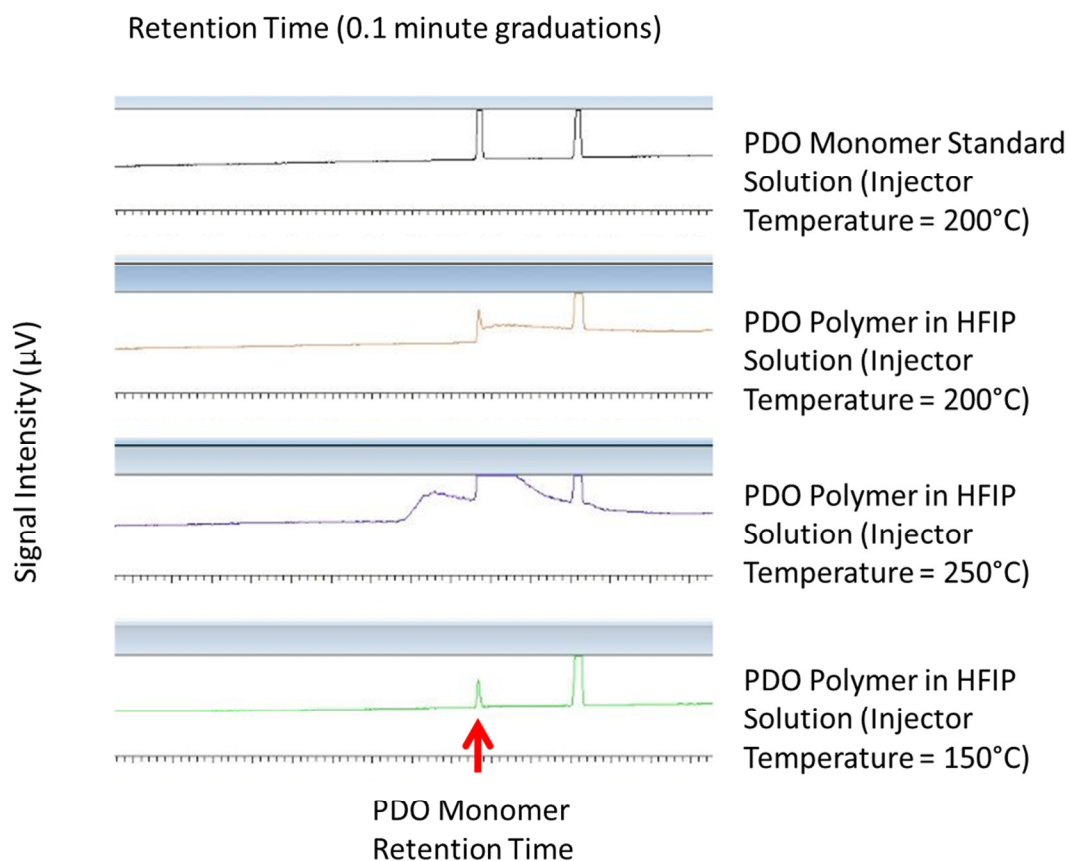 Retention Time (0.1 minute graduations)
PDO Monomer Standard
Solution (Injector
Temperature = 200°C)
PDO Polymer in HFIP
Solution (Injector
Temperature = 200°C)
Signal Intensity (µV)
PDO Polymer in HFIP
Solution (Injector
Temperature = 250°C)
PDO Polymer in HFIP
Solution (Injector
Temperature = 150°C)
PDO Monomer
Retention Time